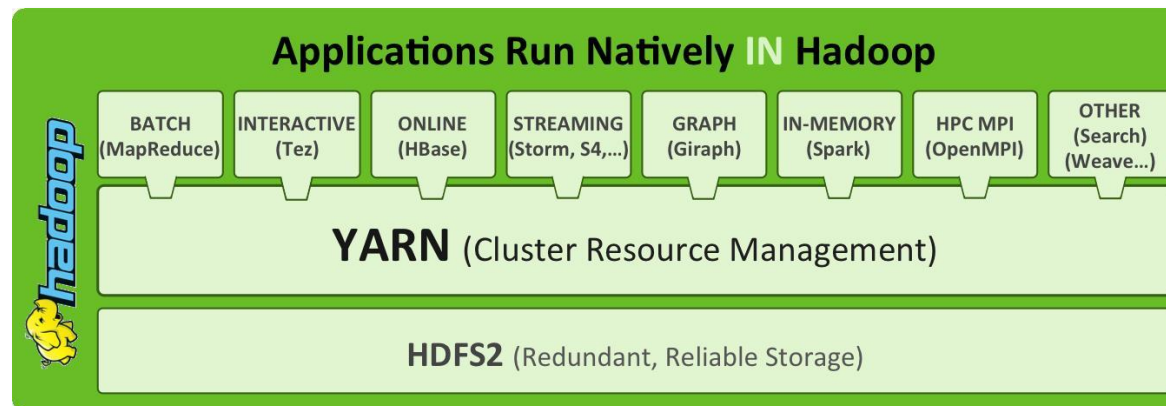 Applications Run Natively IN Hadoop
hadoop
BATCH
(MapReduce)
INTERACTIVE
(Tez)
ONLINE
(HBase)
STREAMING
(Storm, S4,...)
GRAPH
(Giraph)
IN-MEMORY
(Spark)
HPC MPI
(OpenMPI)
OTHER
(Search)
(Weave...)
YARN (Cluster Resource Management)
HDFS2 (Redundant, Reliable Storage)